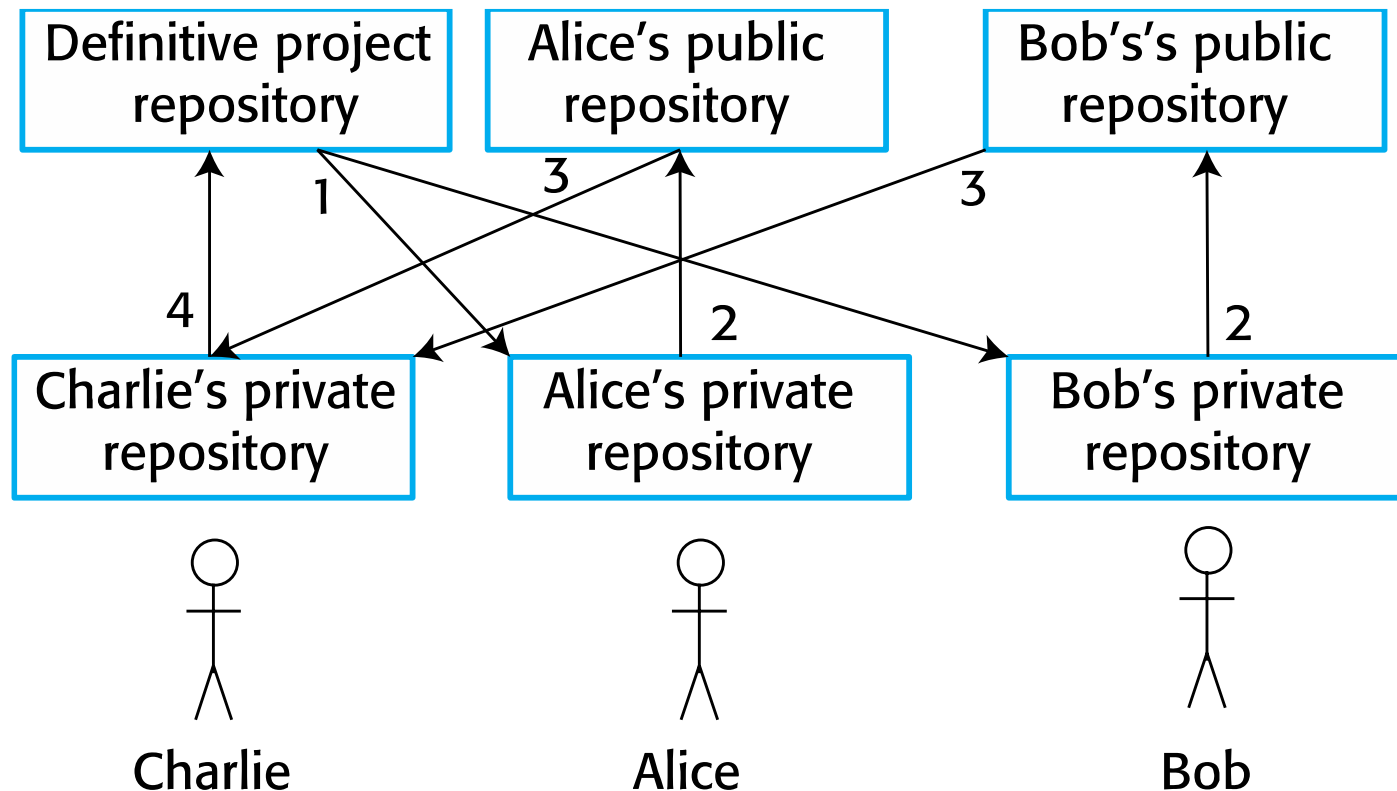 Definitive project
repository
Alice’s public
repository
Bob's’s public
repository
1
3
3
4
2
2
Charlie’s private
repository
Alice’s private
repository
Bob’s private
repository
Charlie
Alice
Bob